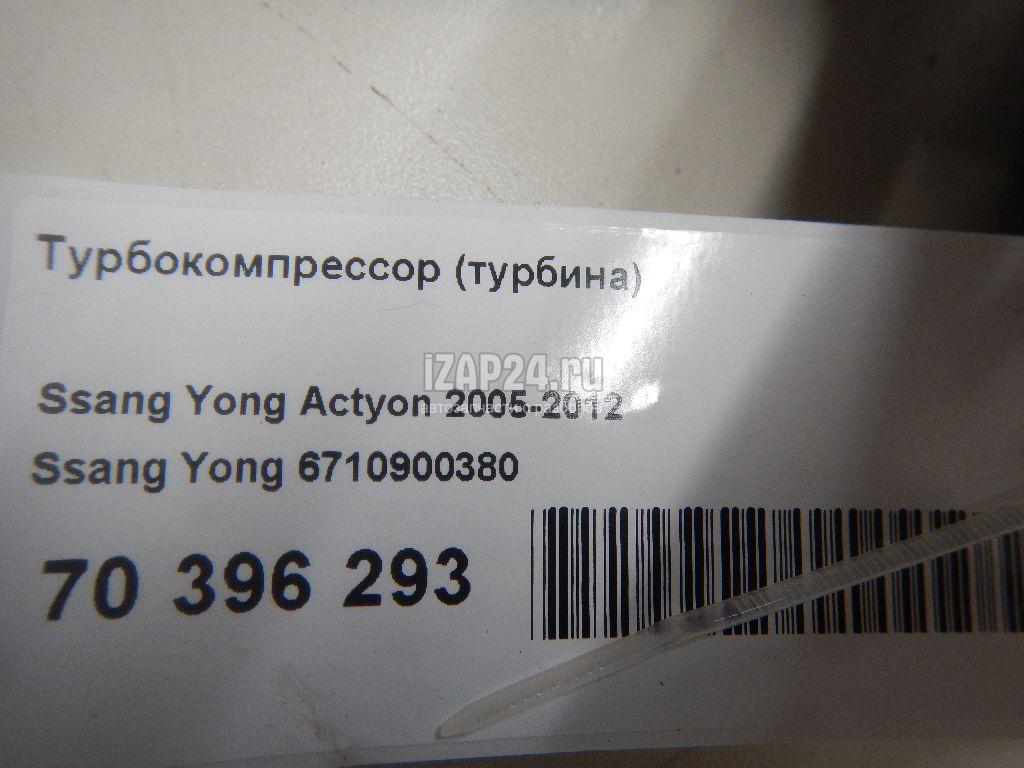 Турбокомпрессор (турбина)
iZAP24.ru
Ssang Yong Actyon 2005-2012
Ssang Yong 6710900380
70 396 293